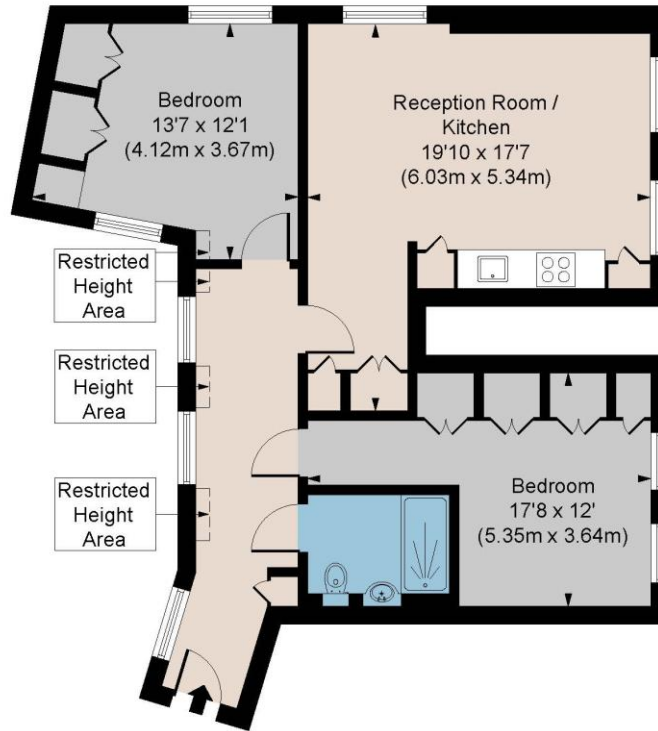 Bedroom
13'7 x 12'1
(4.12m x 3.67m)
Reception Room /
Kitchen
19'10 x 17'7
(6.03m x 5.34m)
Restricted
Height
Area
Restricted
Height
Area
Restricted
Height
Area
Bedroom
17'8 x 12'
(5.35m x 3.64m)